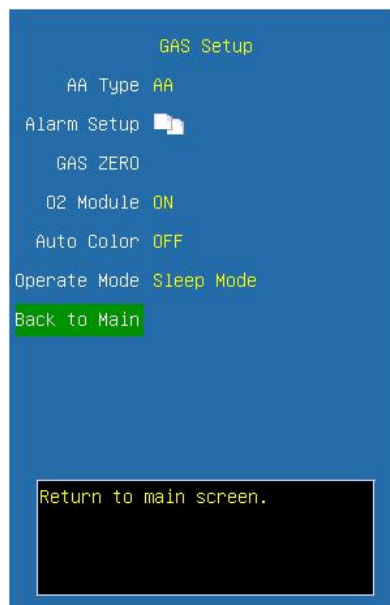 GAS Setup
AA Type AA
Alarm Setup
GAS ZERO
O2 Module ON
Auto Color OFF
Operate Mode Sleep Mode
Back to Main
Return to main screen.